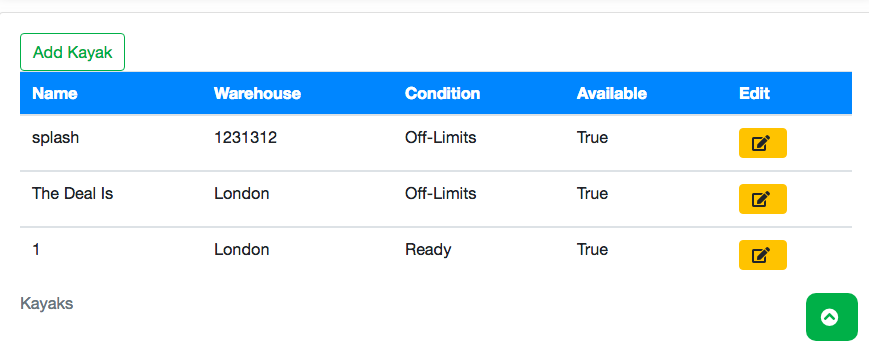 Add Kayak
Name Warehouse Condition Available Edit
splash 1231312 Off-Limits True
The Deal Is London Off-Limits True
1 London Ready True
Kayaks